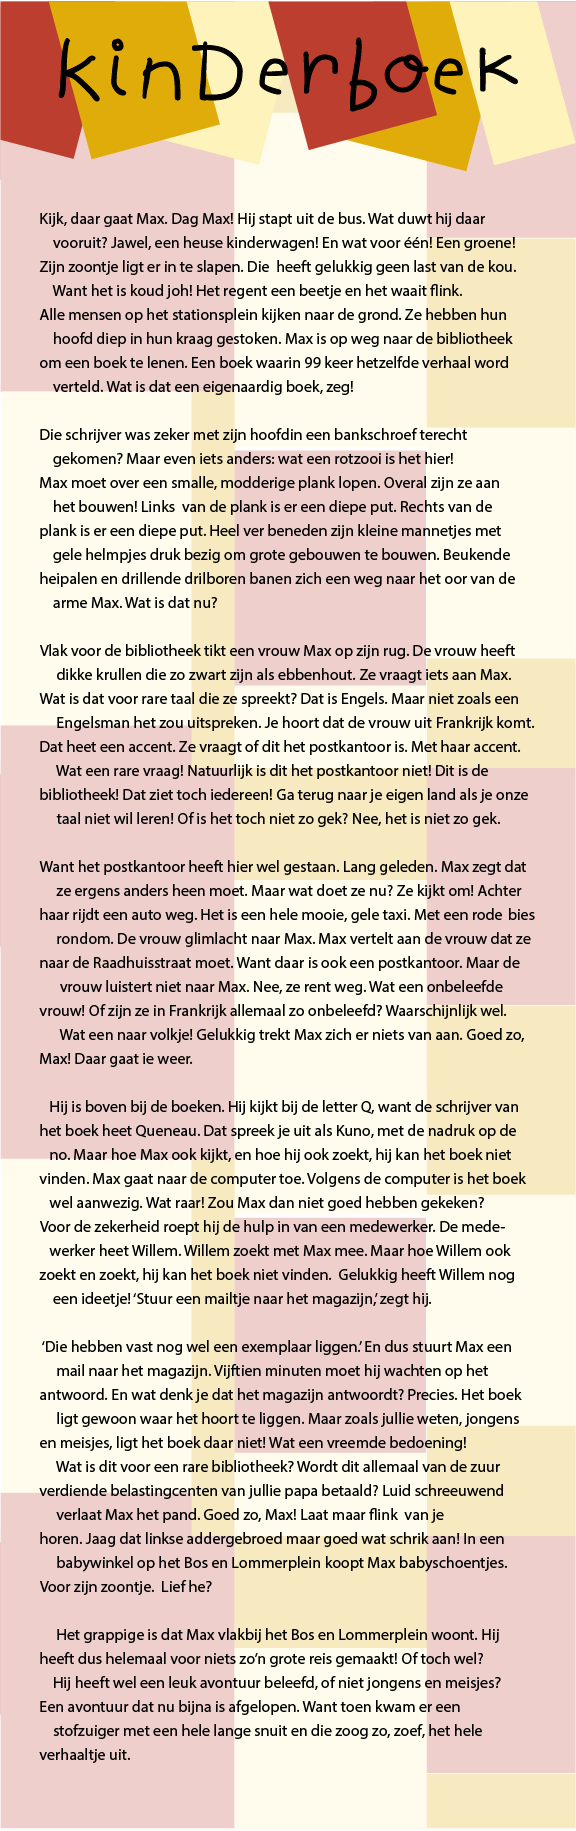 kinDerboek
Kijk, daar gaat Max. Dag Max! Hij stapt uit de bus. Wat duwt hij daar
vooruit? Jawel, een heuse kinderwagen! En wat voor één! Een groene!
Zijn zoontje ligt er in te slapen. Die heeft gelukkig geen last van de kou.
Want het is koud joh! Het regent een beetje en het waait flink.
Alle mensen op het stationsplein kijken naar de grond. Ze hebben hun
hoofd diep in hun kraag gestoken. Max is op weg naar de bibliotheek
om een boek te lenen. Een boek waarin 99 keer hetzelfde verhaal word
verteld. Wat is dat een eigenaardig boek, zeg!
Die schrijver was zeker met zijn hoofdin een bankschroef terecht
gekomen? Maar even iets anders: wat een rotzooi is het hier!
Max moet over een smalle, modderige plank lopen. Overal zijn ze aan
het bouwen! Links van de plank is er een diepe put. Rechts van de
plank is er een diepe put. Heel ver beneden zijn kleine mannetjes met
gele helmpjes druk bezig om grote gebouwen te bouwen. Beukende
heipalen en drillende drilboren banen zich een weg naar het oor van de
arme Max. Wat is dat nu?
Vlak voor de bibliotheek tikt een vrouw Max op zijn rug. De vrouw heeft
dikke krullen die zo zwart zijn als ebbenhout. Ze vraagt iets aan Max.
Wat is dat voor rare taal die ze spreekt? Dat is Engels. Maar niet zoals een
Engelsman het zou uitspreken. Je hoort dat de vrouw uit Frankrijk komt.
Dat heet een accent. Ze vraagt of dit het postkantoor is. Met haar accent.
Wat een rare vraag! Natuurlijk is dit het postkantoor niet! Dit is de
bibliotheek! Dat ziet toch iedereen! Ga terug naar je eigen land als je onze
taal niet wil leren! Of is het toch niet zo gek? Nee, het is niet zo gek.
Want het postkantoor heeft hier wel gestaan. Lang geleden. Max zegt dat
ze ergens anders heen moet. Maar wat doet ze nu? Ze kijkt om! Achter
haar rijdt een auto weg. Het is een hele mooie, gele taxi. Met een rode bies
rondom. De vrouw glimlacht naar Max. Max vertelt aan de vrouw dat ze
naar de Raadhuisstraat moet. Want daar is ook een postkantoor. Maar de
vrouw luistert niet naar Max. Nee, ze rent weg. Wat een onbeleefde
vrouw! Of zijn ze in Frankrijk allemaal zo onbeleefd? Waarschijnlijk wel.
Wat een naar volkje! Gelukkig trekt Max zich er niets van aan. Goed zo,
Max! Daar gaat ie weer.
Hij is boven bij de boeken. Hij kijkt bij de letter Q, want de schrijver van
het boek heet Queneau. Dat spreek je uit als Kuno, met de nadruk op de
no. Maar hoe Max ook kijkt, en hoe hij ook zoekt, hij kan het boek niet
vinden. Max gaat naar de computer toe. Volgens de computer is het boek
wel aanwezig. Wat raar! Zou Max dan niet goed hebben gekeken?
Voor de zekerheid roept hij de hulp in van een medewerker. De mede-
werker heet Willem. Willem zoekt met Max mee. Maar hoe Willem ook
zoekt en zoekt, hij kan het boek niet vinden. Gelukkig heeft Willem nog
een ideetje! ‘Stuur een mailtje naar het magazijn,’ zegt hij.
‘Die hebben vast nog wel een exemplaar liggen.’ En dus stuurt Max een
mail naar het magazijn. Vijftien minuten moet hij wachten op het
antwoord. En wat denk je dat het magazijn antwoordt? Precies. Het boek
ligt gewoon waar het hoort te liggen. Maar zoals jullie weten, jongens
en meisjes, ligt het boek daar niet! Wat een vreemde bedoening!
Wat is dit voor een rare bibliotheek? Wordt dit allemaal van de zuur
verdiende belastingcenten van jullie papa betaald? Luid schreeuwend
verlaat Max het pand. Goed zo, Max! Laat maar flink van je
horen. Jaag dat linkse addergebroed maar goed wat schrik aan! In een
babywinkel op het Bos en Lommerplein koopt Max babyschoentjes.
Voor zijn zoontje. Lief he?
Het grappige is dat Max vlakbij het Bos en Lommerplein woont. Hij
heeft dus helemaal voor niets zo’n grote reis gemaakt! Of toch wel?
Hij heeft wel een leuk avontuur beleefd, of niet jongens en meisjes?
Een avontuur dat nu bijna is afgelopen. Want toen kwam er een
stofzuiger met een hele lange snuit en die zoog zo, zoef, het hele
verhaaltje uit.